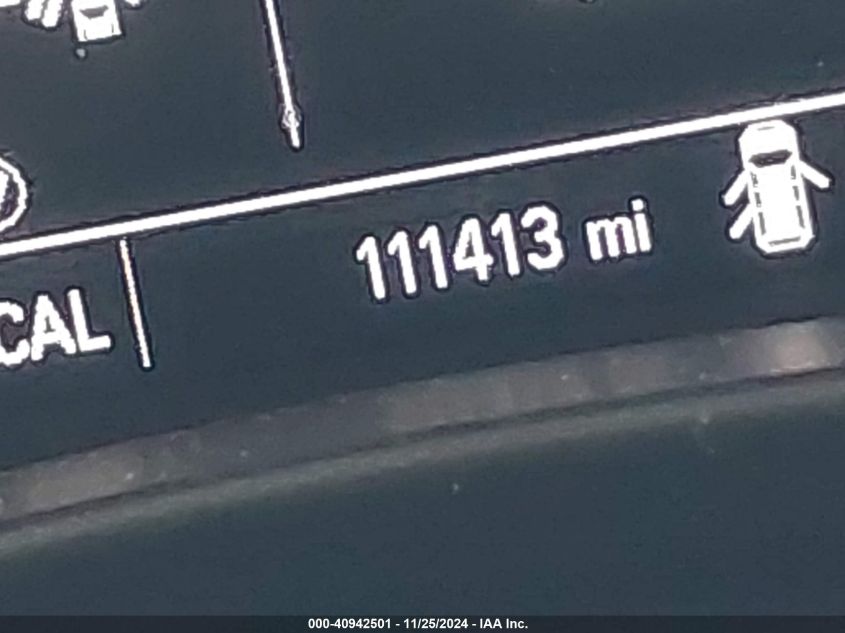 111413 mi
CAL
000-40942501 - 11/25/2024 - IAA Inc.